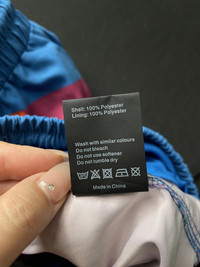 Shell: 100% Polyester
Lining: 100% Polyester
Wash with similar colours
Do not bleach
Do not use softener
Do not tumble dry
Made in China